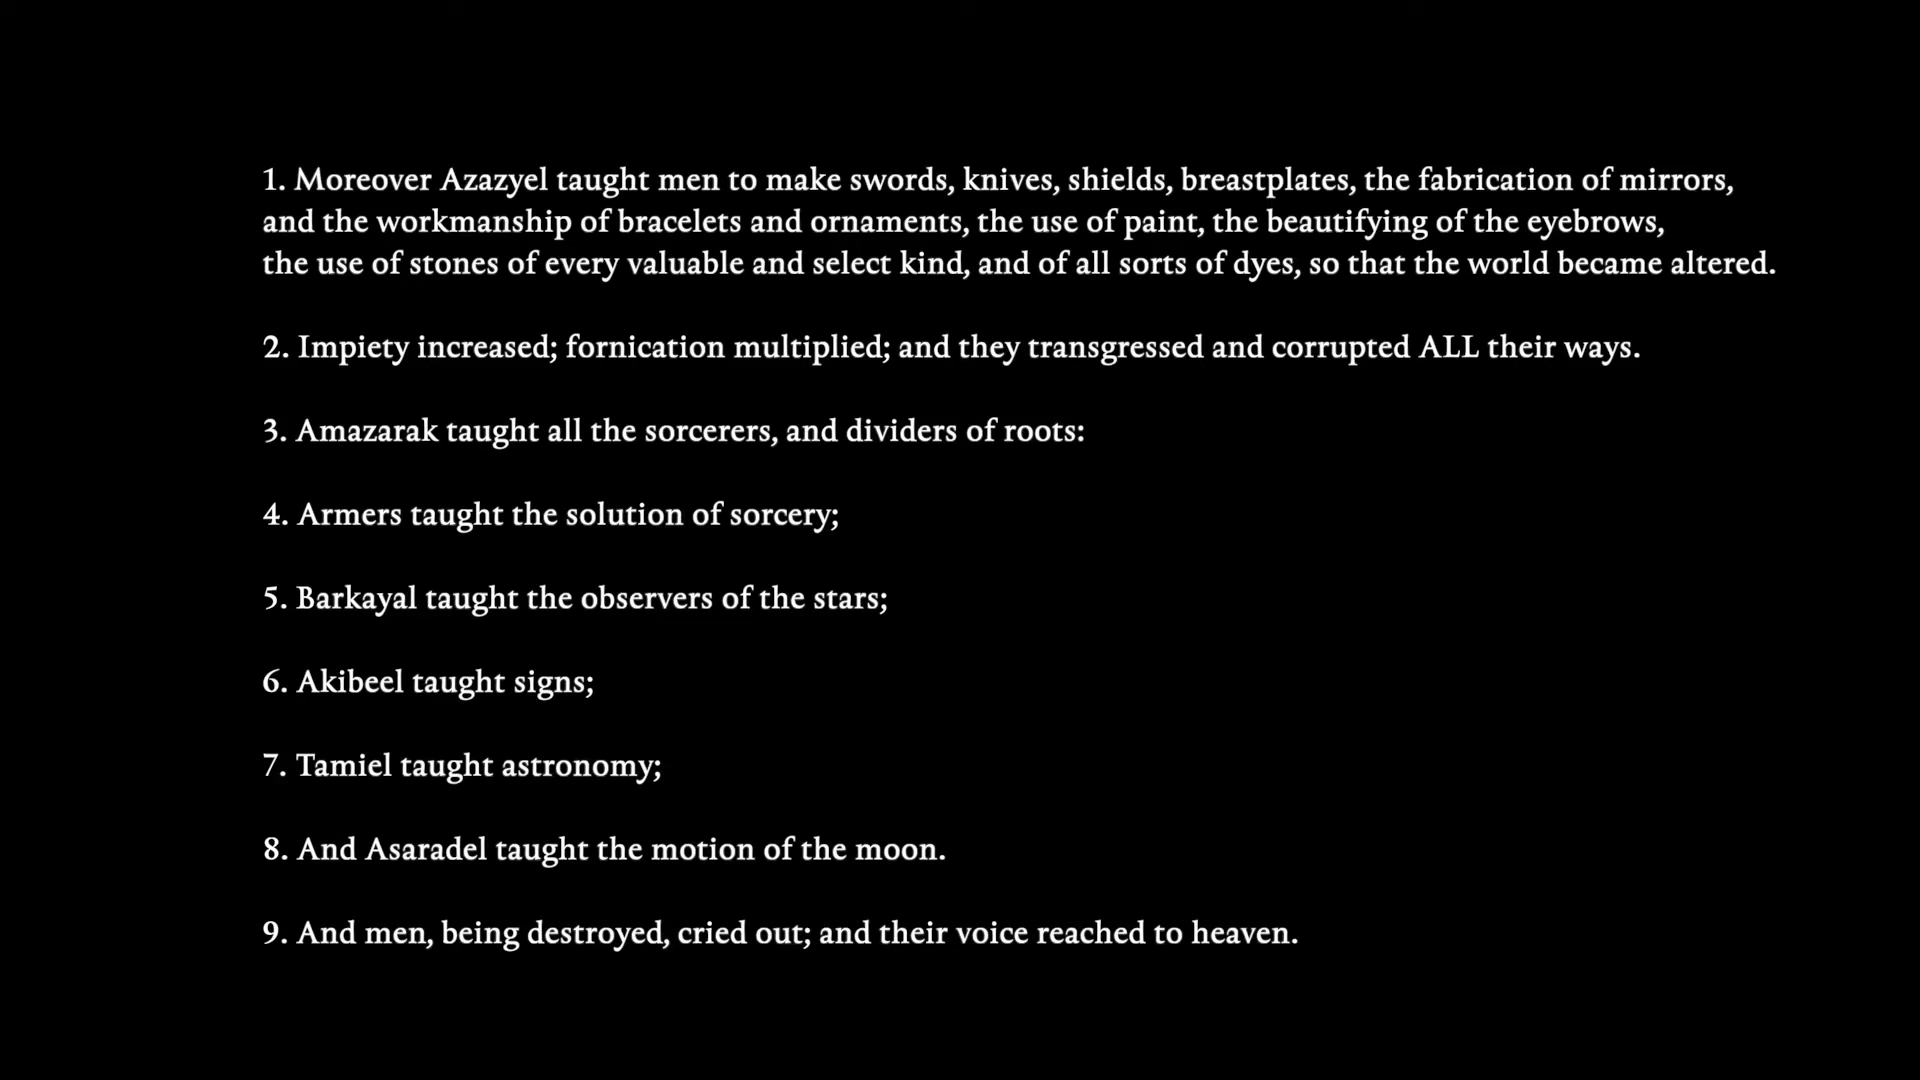 1. Moreover Azazyel taught men to make swords, knives, shields, breastplates, the fabrication of mirrors,
and the workmanship of bracelets and ornaments, the use of paint, the beautifying of the eyebrows,
the use of stones of every valuable and select kind, and of all sorts of dyes, so that the world became altered.
2. Impiety increased; fornication multiplied; and they transgressed and corrupted ALL their ways.
3. Amazarak taught all the sorcerers, and dividers of roots:
4. Armers taught the solution of sorcery;
5. Barkayal taught the observers of the stars;
6. Akibeel taught signs;
7. Tamiel taught astronomy;
8. And Asaradel taught the motion of the moon.
9. And men, being destroyed, cried out; and their voice reached to heaven.